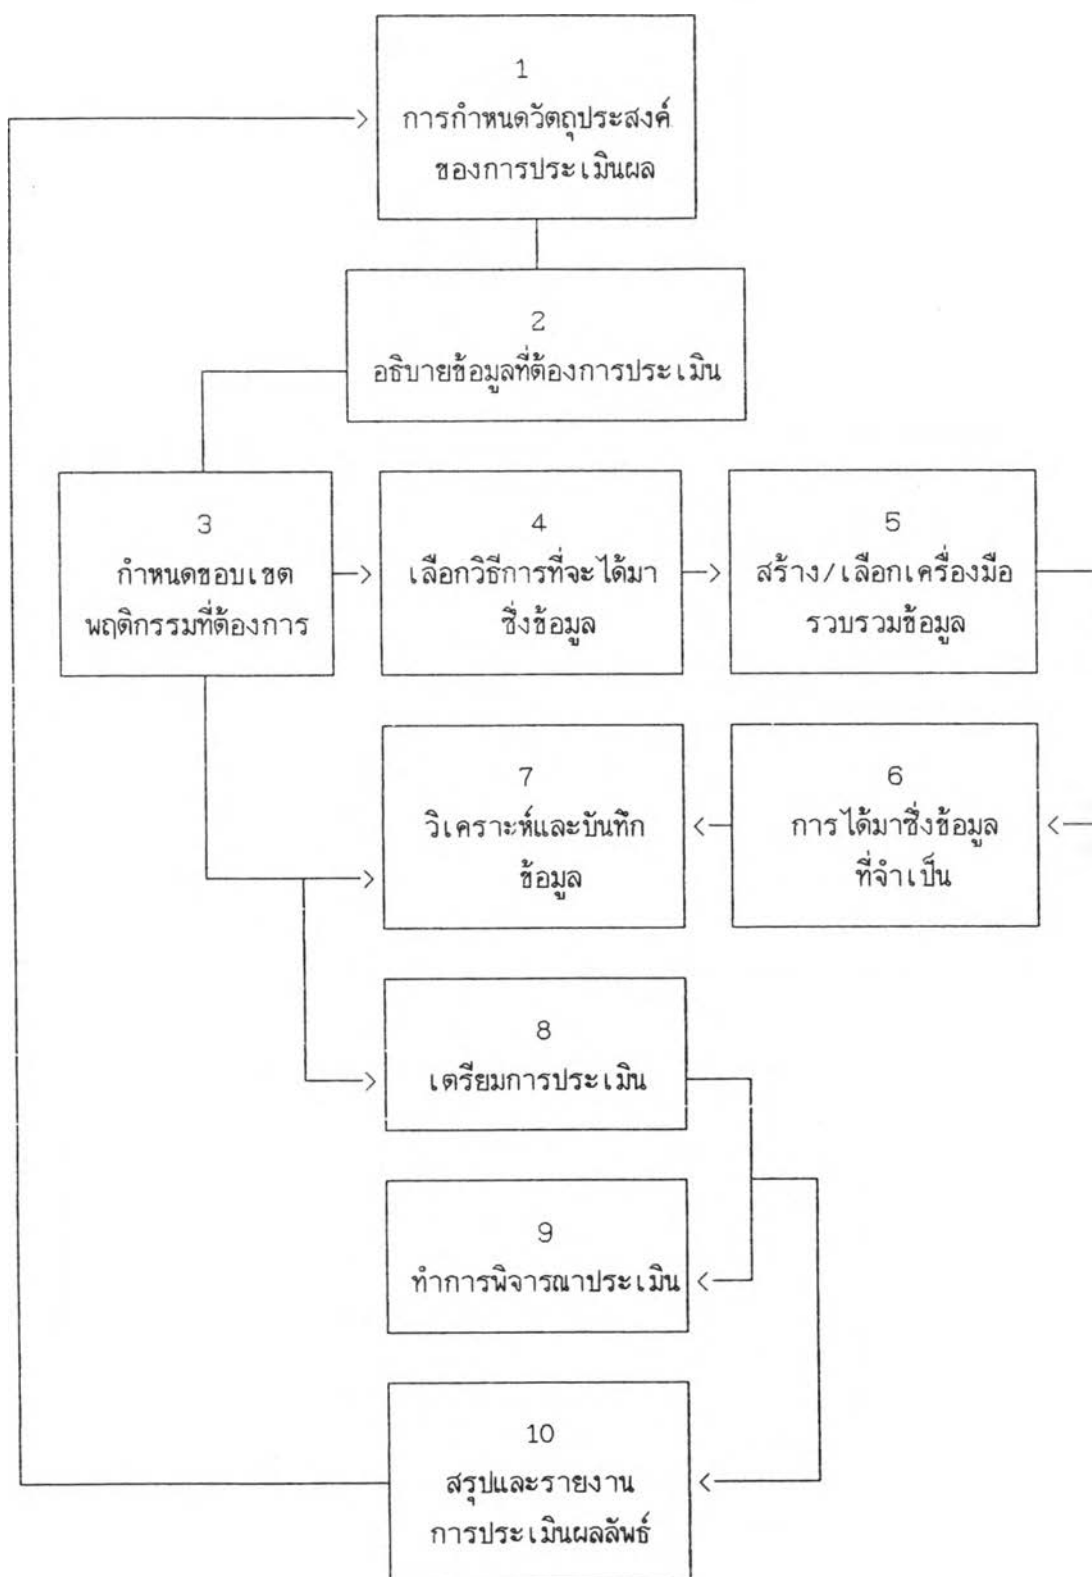 1
การกำหนดวัตถุประสงค์
ของการประเมินผล
2
อธิบายข้อมูลที่ต้องการประเมิน
3
กำหนดขอบเขต
พฤติกรรมที่ต้องการ
4
เลือกวิธีการที่จะได้มา
ซึ่งข้อมูล
5
สร้าง/เลือกเครื่องมือ
รวบรวมข้อมูล
7
วิเคราะห์และบันทึก
ข้อมูล
6
การได้มาซึ่งข้อมูล
ที่จำเป็น
8
เตรียมการประเมิน
9
ทำการพิจารณาประเมิน
10
สรุปและรายงาน
การประเมินผลลัพธ์